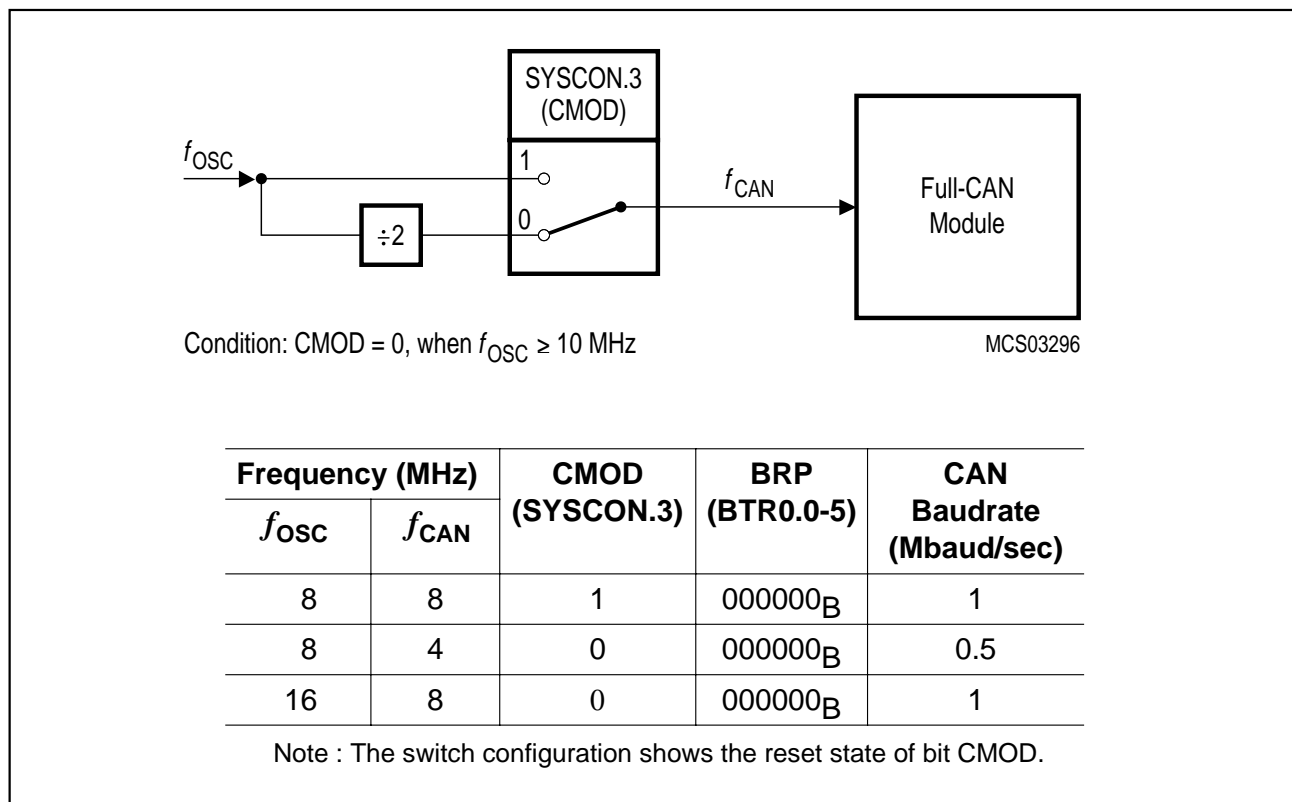 SYSCON.3
(CMOD)
fOSC
1
0
÷2
fCAN
Full-CAN
Module
Condition: CMOD = 0, when fOSC ≥ 10 MHz
MCS03296
Frequency (MHz) CMOD (SYSCON.3) BRP (BTR0.0-5) CAN Baudrate (Mbaud/sec)
fOSC fCAN
8 8 1 000000B 1
8 4 0 000000B 0.5
16 8 0 000000B 1
Note : The switch configuration shows the reset state of bit CMOD.